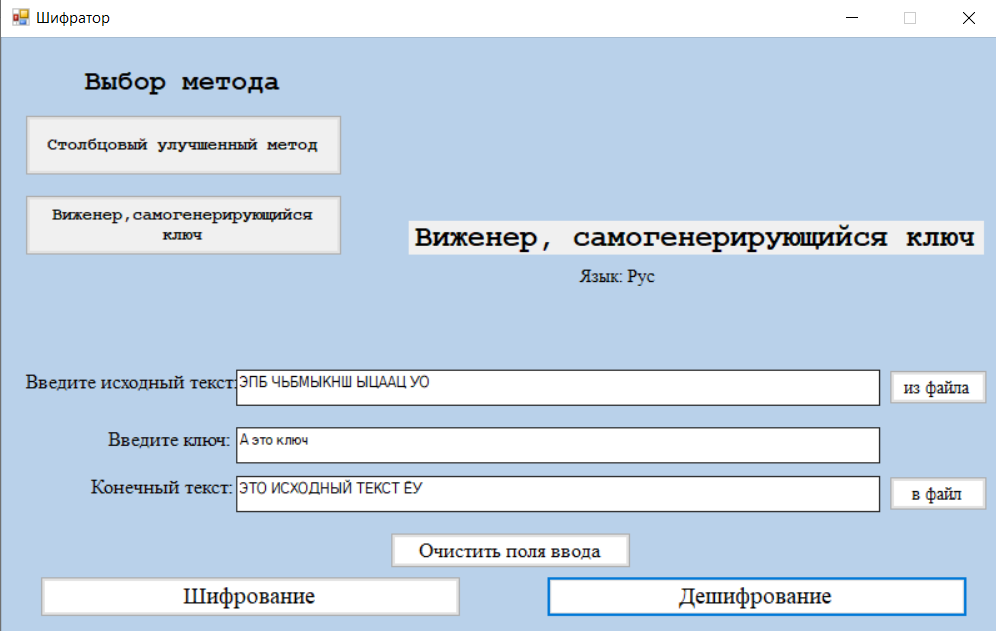 Шифратор
Выбор метода
Столбцовый улучшенный метод
Виженер,самогенерирующийся
ключ
Виженер, самогенерирующийся ключ
Язык: Рус
Введите исходный текст:
ЭПБ ЧЬБМЫКНШ ЫЦААЦ УО
из файла
Введите ключ:
А это ключ
Конечный текст:
ЭТО ИСХОДНЫЙ ТЕКСТ ЁУ
в файл
Очистить поля ввода
Шифрование
Дешифрование